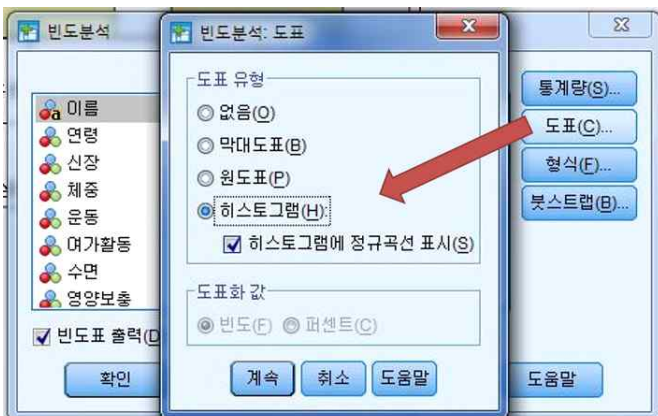 빈도분석
빈도분석: 도표
이름
연령
신장
체중
운동
여가활동
수면
영양보충
빈도표 출력(D
확인
도표 유형
없음(O)
막대도표(B)
원도표(P)
히스토그램(H):
히스토그램에 정규곡선 표시(S)
도표화 값
빈도(F) 퍼센트(C)
계속 취소 도움말
통계량(S)...
도표(C)...
형식(F)...
붓스트랩(B)...
도움말